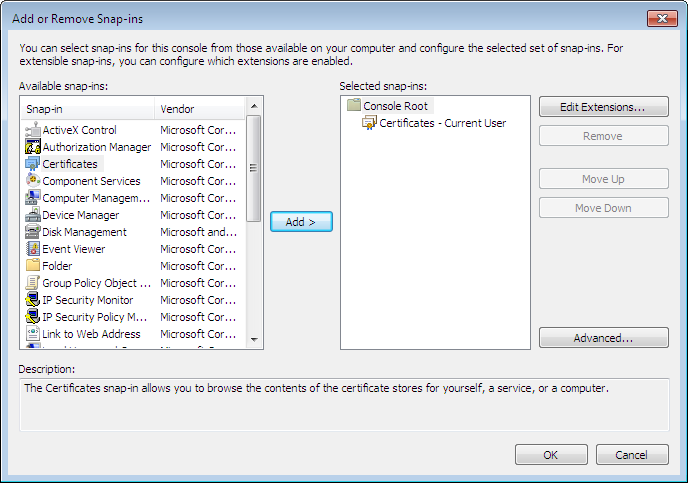 Add or Remove Snap-ins
You can select snap-ins for this console from those available on your computer and configure the selected set of snap-ins. For
extensible snap-ins, you can configure which extensions are enabled.
Available snap-ins:
Snap-in Vendor
ActiveX Control Microsoft Cor...
Authorization Manager Microsoft Cor...
Certificates Microsoft Cor...
Component Services Microsoft Cor...
Computer Managem... Microsoft Cor...
Device Manager Microsoft Cor...
Disk Management Microsoft and...
Event Viewer Microsoft Cor...
Folder Microsoft Cor...
Group Policy Object ... Microsoft Cor...
IP Security Monitor Microsoft Cor...
IP Security Policy M... Microsoft Cor...
Link to Web Address Microsoft Cor...
Add >
Selected snap-ins:
Console Root
Certificates - Current User
Edit Extensions...
Remove
Move Up
Move Down
Advanced...
Description:
The Certificates snap-in allows you to browse the contents of the certificate stores for yourself, a service, or a computer.
OK
Cancel